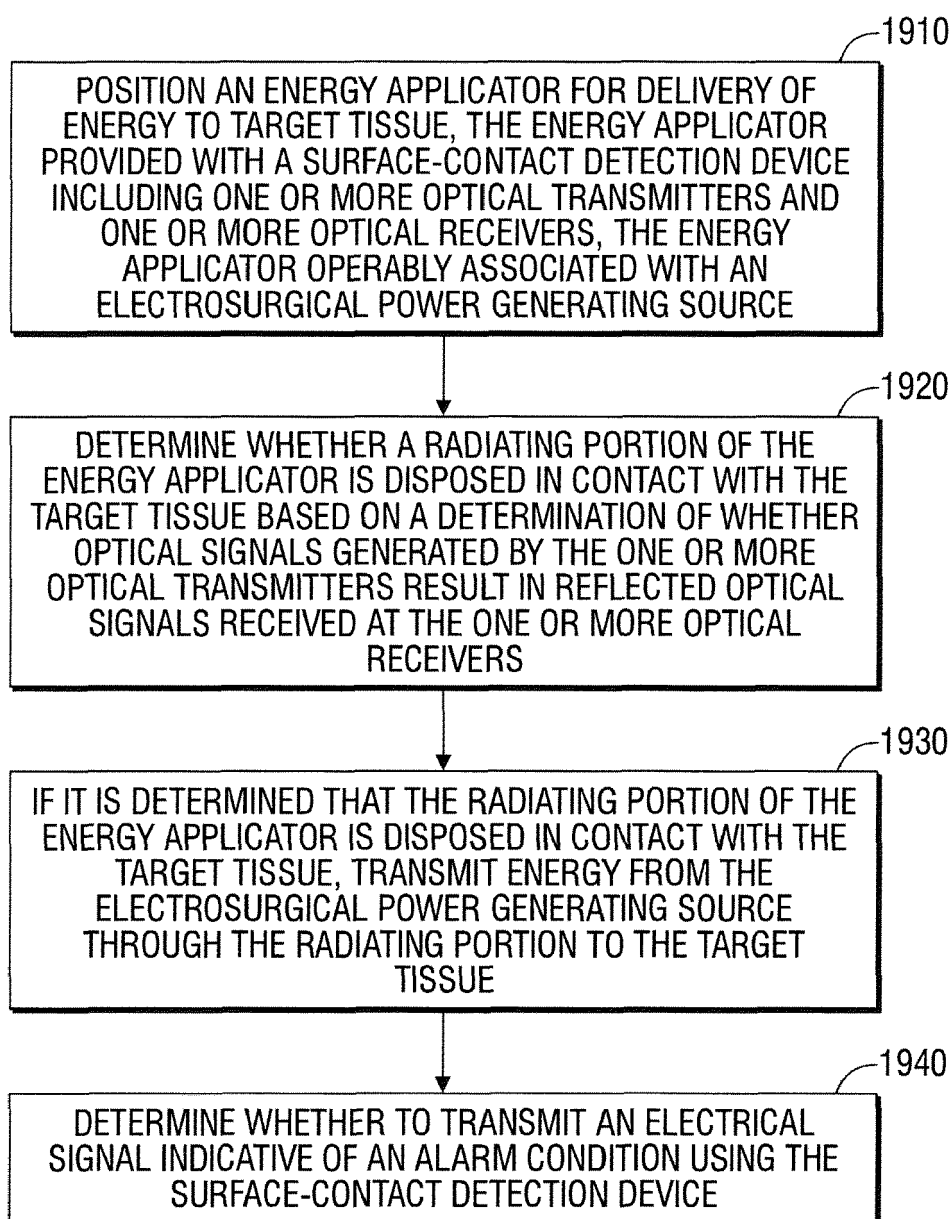 1910
POSITION AN ENERGY APPLICATOR FOR DELIVERY OF
ENERGY TO TARGET TISSUE, THE ENERGY APPLICATOR
PROVIDED WITH A SURFACE-CONTACT DETECTION DEVICE
INCLUDING ONE OR MORE OPTICAL TRANSMITTERS AND
ONE OR MORE OPTICAL RECEIVERS, THE ENERGY
APPLICATOR OPERABLY ASSOCIATED WITH AN
ELECTROSURGICAL POWER GENERATING SOURCE
1920
DETERMINE WHETHER A RADIATING PORTION OF THE
ENERGY APPLICATOR IS DISPOSED IN CONTACT WITH THE
TARGET TISSUE BASED ON A DETERMINATION OF WHETHER
OPTICAL SIGNALS GENERATED BY THE ONE OR MORE
OPTICAL TRANSMITTERS RESULT IN REFLECTED OPTICAL
SIGNALS RECEIVED AT THE ONE OR MORE OPTICAL
RECEIVERS
1930
IF IT IS DETERMINED THAT THE RADIATING PORTION OF THE
ENERGY APPLICATOR IS DISPOSED IN CONTACT WITH THE
TARGET TISSUE, TRANSMIT ENERGY FROM THE
ELECTROSURGICAL POWER GENERATING SOURCE
THROUGH THE RADIATING PORTION TO THE TARGET
TISSUE
1940
DETERMINE WHETHER TO TRANSMIT AN ELECTRICAL
SIGNAL INDICATIVE OF AN ALARM CONDITION USING THE
SURFACE-CONTACT DETECTION DEVICE